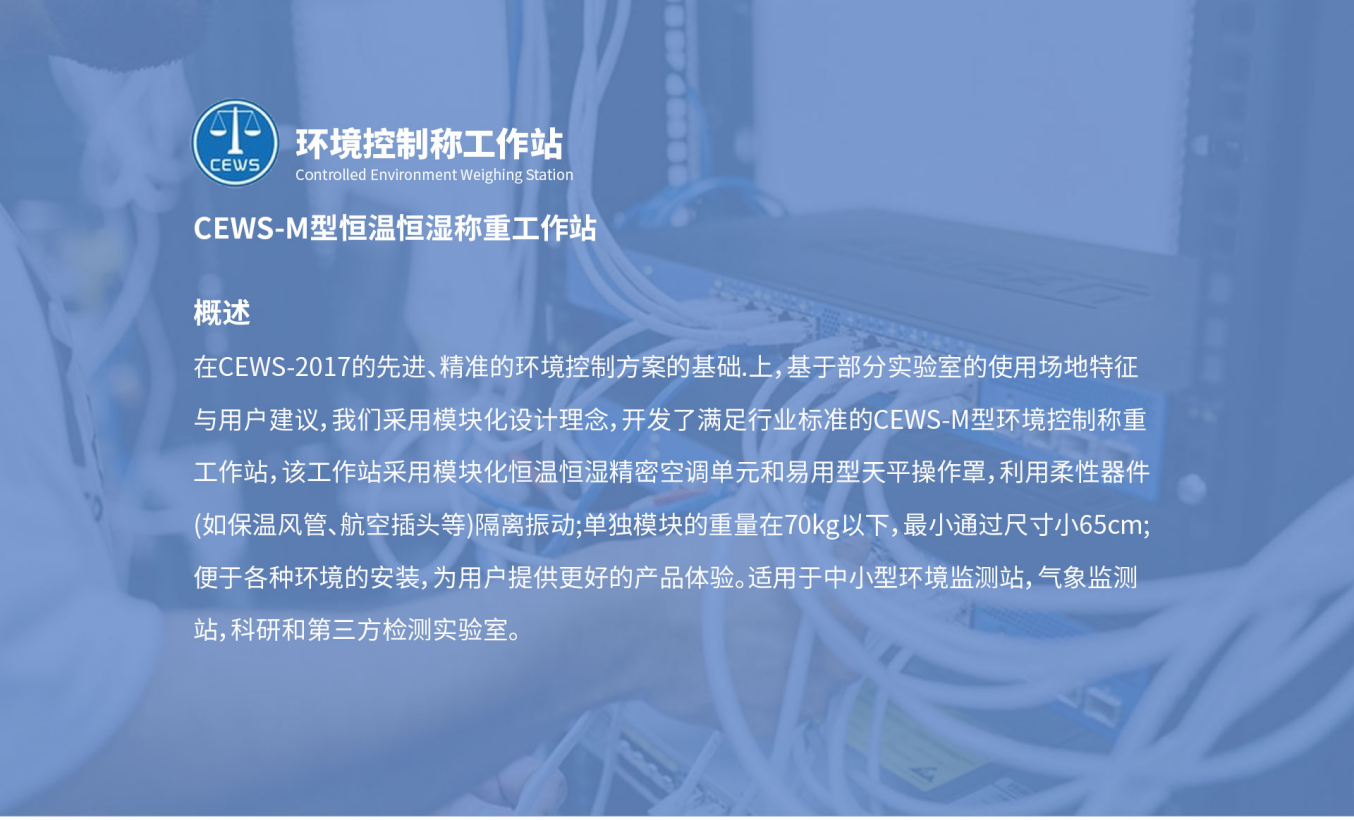 CEWS
环境控制称工作站
Controlled Environment Weighing Station
CEWS-M型恒温恒湿称重工作站
概述
在CEWS-2017的先进、精准的环境控制方案的基础.上，基于部分实验室的使用场地特征
与用户建议，我们采用模块化设计理念，开发了满足行业标准的CEWS-M型环境控制称重
工作站，该工作站采用模块化恒温恒湿精密空调单元和易用型天平操作罩，利用柔性器件
(如保温风管、航空插头等)隔离振动;单独模块的重量在70kg以下，最小通过尺寸小65cm;
便于各种环境的安装，为用户提供更好的产品体验。适用于中小型环境监测站，气象监测
站，科研和第三方检测实验室。